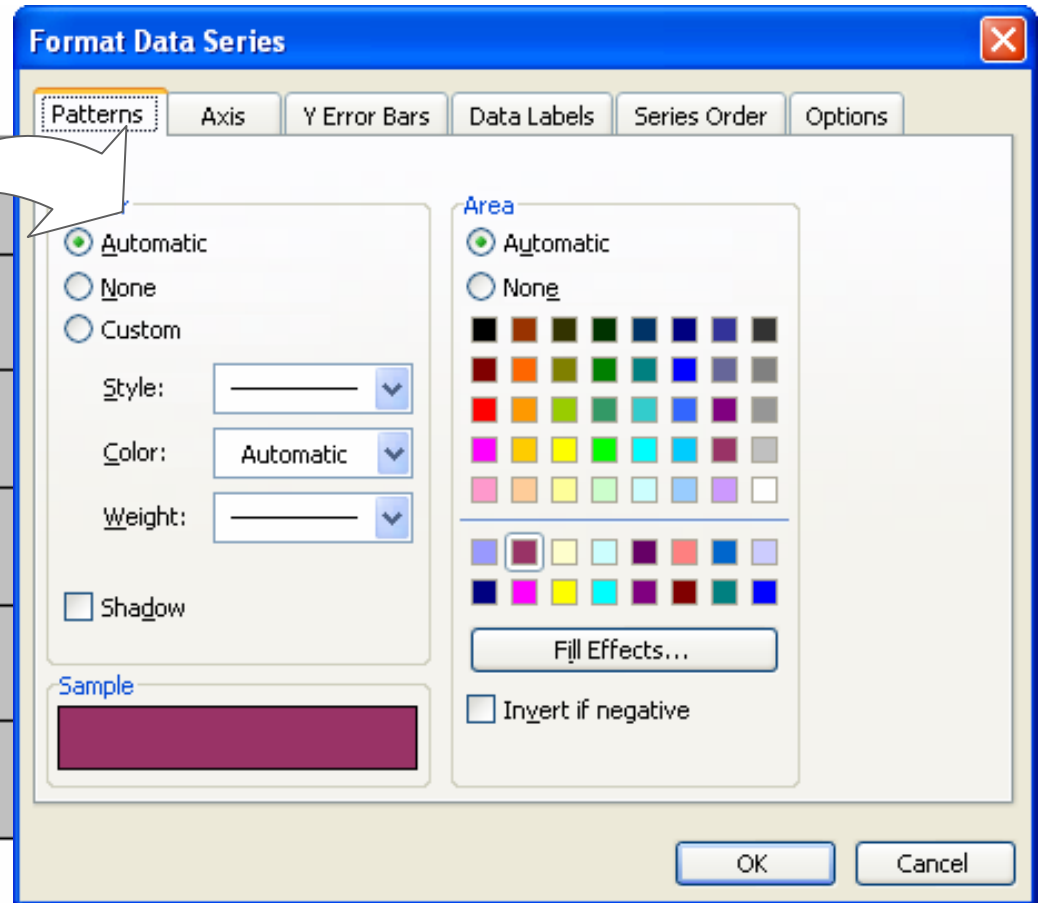 Format Data Series
Patterns Axis Y Error Bars Data Labels Series Order Options
Area
Automatic
None
Custom
Style:
Color: Automatic
Weight:
Shadow
Sample
Automatic
None
Fill Effects...
Invert if negative
OK Cancel